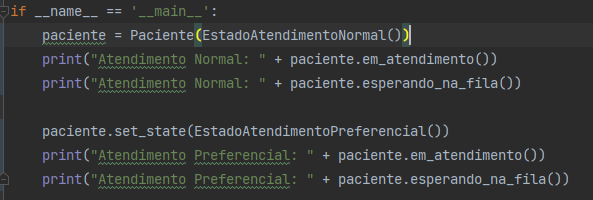 if __name__ == '__main__':
    paciente = Paciente(EstadoAtendimentoNormal())
    print("Atendimento Normal: " + paciente.em_atendimento())
    print("Atendimento Normal: " + paciente.esperando_na_fila())
    paciente.set_state(EstadoAtendimentoPreferencial())
    print("Atendimento Preferencial: " + paciente.em_atendimento())
    print("Atendimento Preferencial: " + paciente.esperando_na_fila())